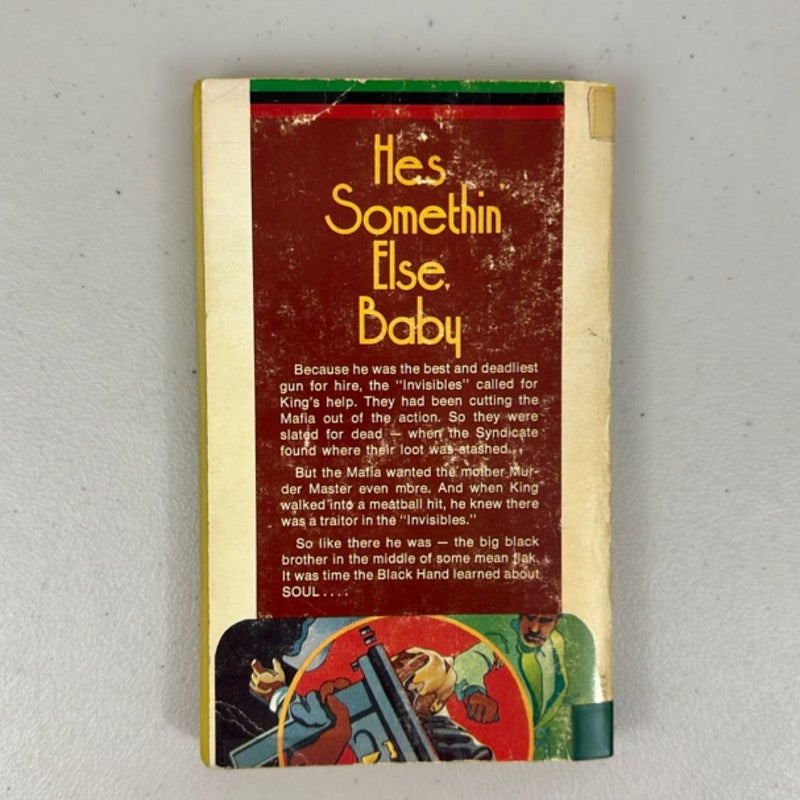 Hes
Somethin'
Else,
Baby
Because he was the best and deadliest
gun for hire, the "Invisibles" called for
King's help. They had been cutting the
Mafia out of the action. So they were
slated for dead — when the Syndicate
found where their loot was stashed...
But the Mafia wanted the mother Mur-
der Master even more. And when King
walked into a meatball hit, he knew there
was a traitor in the "Invisibles."
So like there he was — the big black
brother in the middle of some mean flak.
It was time the Black Hand learned about
SOUL....